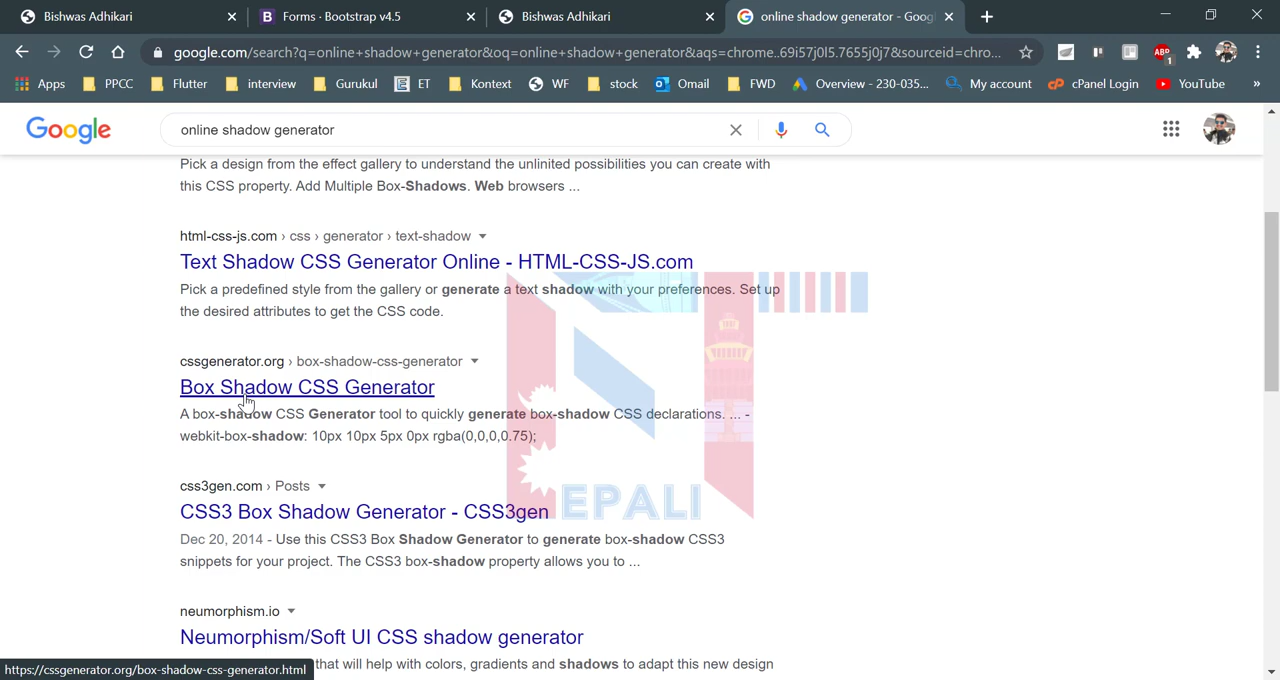 Bishwas Adhikari
Forms · Bootstrap v4.5
Bishwas Adhikari
online shadow generator - Goog
google.com/search?q=online+shadow+generator&oq=online+shadow+generator&aqs=chrome..69i57j0l5.7655j0j7&sourceid=chro...
ABP
1
Apps
PPCC
Flutter
interview
Gurukul
ET
Kontext
WF
stock
Omail
FWD
Overview - 230-035...
My account
cPanel Login
YouTube
»
Google
online shadow generator
Pick a design from the effect gallery to understand the unlinited possibilities you can create with
this CSS property. Add Multiple Box-Shadows. Web browsers ...
html-css-js.com › css › generator › text-shadow
Text Shadow CSS Generator Online - HTML-CSS-JS.com
Pick a predefined style from the gallery or generate a text shadow with your preferences. Set up
the desired attributes to get the CSS code.
cssgenerator.org › box-shadow-css-generator
Box Shadow CSS Generator
A box-shadow CSS Generator tool to quickly generate box-shadow CSS declarations. ... -
webkit-box-shadow: 10px 10px 5px 0px rgba(0,0,0,0.75);
css3gen.com › Posts
CSS3 Box Shadow Generator - CSS3gen
Dec 20, 2014 - Use this CSS3 Box Shadow Generator to generate box-shadow CSS3
snippets for your project. The CSS3 box-shadow property allows you to ...
EPALI
neumorphism.io
Neumorphism/Soft UI CSS shadow generator
that will help with colors, gradients and shadows to adapt this new design
https://cssgenerator.org/box-shadow-css-generator.html